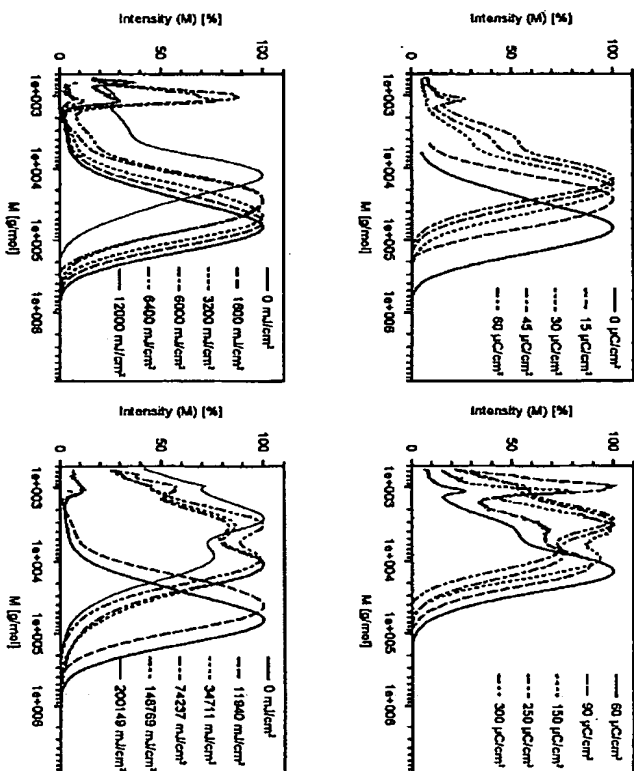 Intensity (M) [%]
0
50
100
1e+003
1e+004
1e+005
1e+006
M [g/mol]
0 µC/cm²
15 µC/cm²
30 µC/cm²
45 µC/cm²
60 µC/cm²
Intensity (M) [%]
0
50
100
1e+003
1e+004
1e+005
1e+006
M [g/mol]
60 µC/cm²
90 µC/cm²
150 µC/cm²
250 µC/cm²
300 µC/cm²
Intensity (M) [%]
0
50
100
1e+003
1e+004
1e+005
1e+006
M [g/mol]
0 mJ/cm²
1600 mJ/cm²
3200 mJ/cm²
6000 mJ/cm²
6400 mJ/cm²
12000 mJ/cm²
Intensity (M) [%]
0
50
100
1e+003
1e+004
1e+005
1e+006
M [g/mol]
0 mJ/cm²
11940 mJ/cm²
34711 mJ/cm²
74237 mJ/cm²
148769 mJ/cm²
200149 mJ/cm²